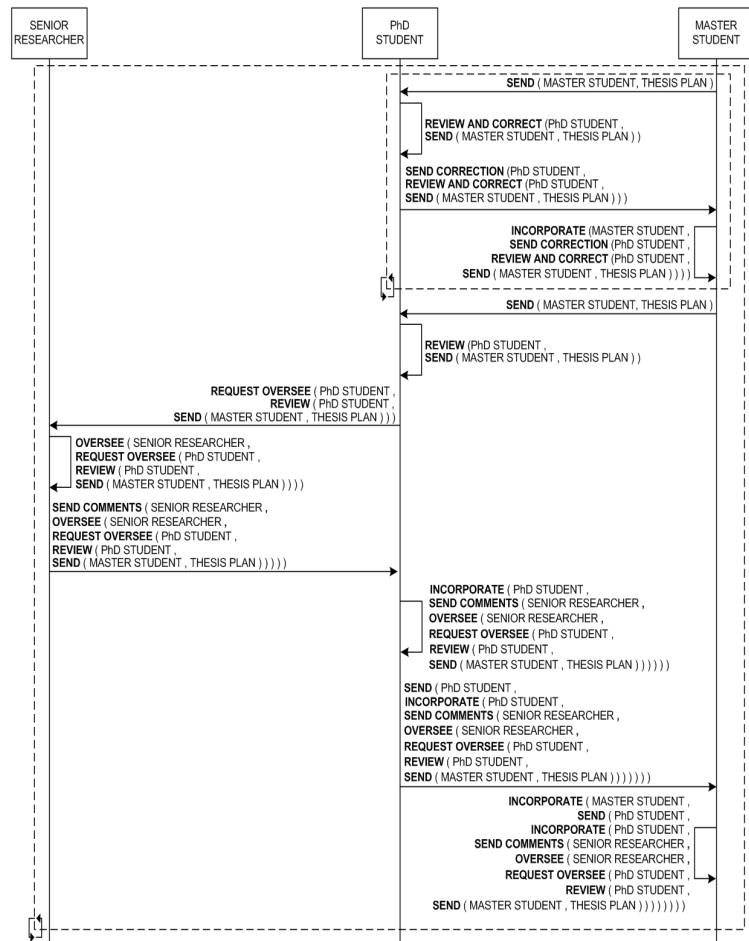 SENIOR
RESEARCHER
PhD
STUDENT
MASTER
STUDENT
SEND ( MASTER STUDENT, THESIS PLAN )
REVIEW AND CORRECT (PhD STUDENT ,
SEND ( MASTER STUDENT , THESIS PLAN ) )
SEND CORRECTION (PhD STUDENT ,
REVIEW AND CORRECT (PhD STUDENT ,
SEND ( MASTER STUDENT , THESIS PLAN ) ) )
INCORPORATE (MASTER STUDENT ,
SEND CORRECTION (PhD STUDENT ,
REVIEW AND CORRECT (PhD STUDENT ,
SEND ( MASTER STUDENT , THESIS PLAN ) ) ) )
SEND ( MASTER STUDENT, THESIS PLAN )
REVIEW (PhD STUDENT ,
SEND ( MASTER STUDENT , THESIS PLAN ) )
REQUEST OVERSEE ( PhD STUDENT ,
REVIEW ( PhD STUDENT ,
SEND ( MASTER STUDENT , THESIS PLAN ) ) )
OVERSEE ( SENIOR RESEARCHER ,
REQUEST OVERSEE ( PhD STUDENT ,
REVIEW ( PhD STUDENT ,
SEND ( MASTER STUDENT , THESIS PLAN ) ) ) )
SEND COMMENTS ( SENIOR RESEARCHER ,
OVERSEE ( SENIOR RESEARCHER ,
REQUEST OVERSEE ( PhD STUDENT ,
REVIEW ( PhD STUDENT ,
SEND ( MASTER STUDENT , THESIS PLAN ) ) ) ) )
INCORPORATE ( PhD STUDENT ,
SEND COMMENTS ( SENIOR RESEARCHER ,
OVERSEE ( SENIOR RESEARCHER ,
REQUEST OVERSEE ( PhD STUDENT ,
REVIEW ( PhD STUDENT ,
SEND ( MASTER STUDENT , THESIS PLAN ) ) ) ) ) )
SEND ( PhD STUDENT ,
INCORPORATE ( PhD STUDENT ,
SEND COMMENTS ( SENIOR RESEARCHER ,
OVERSEE ( SENIOR RESEARCHER ,
REQUEST OVERSEE ( PhD STUDENT ,
REVIEW ( PhD STUDENT ,
SEND ( MASTER STUDENT , THESIS PLAN ) ) ) ) ) ) )
INCORPORATE ( MASTER STUDENT ,
SEND ( PhD STUDENT ,
INCORPORATE ( PhD STUDENT ,
SEND COMMENTS ( SENIOR RESEARCHER ,
OVERSEE ( SENIOR RESEARCHER ,
REQUEST OVERSEE ( PhD STUDENT ,
REVIEW ( PhD STUDENT ,
SEND ( MASTER STUDENT , THESIS PLAN ) ) ) ) ) ) ) )